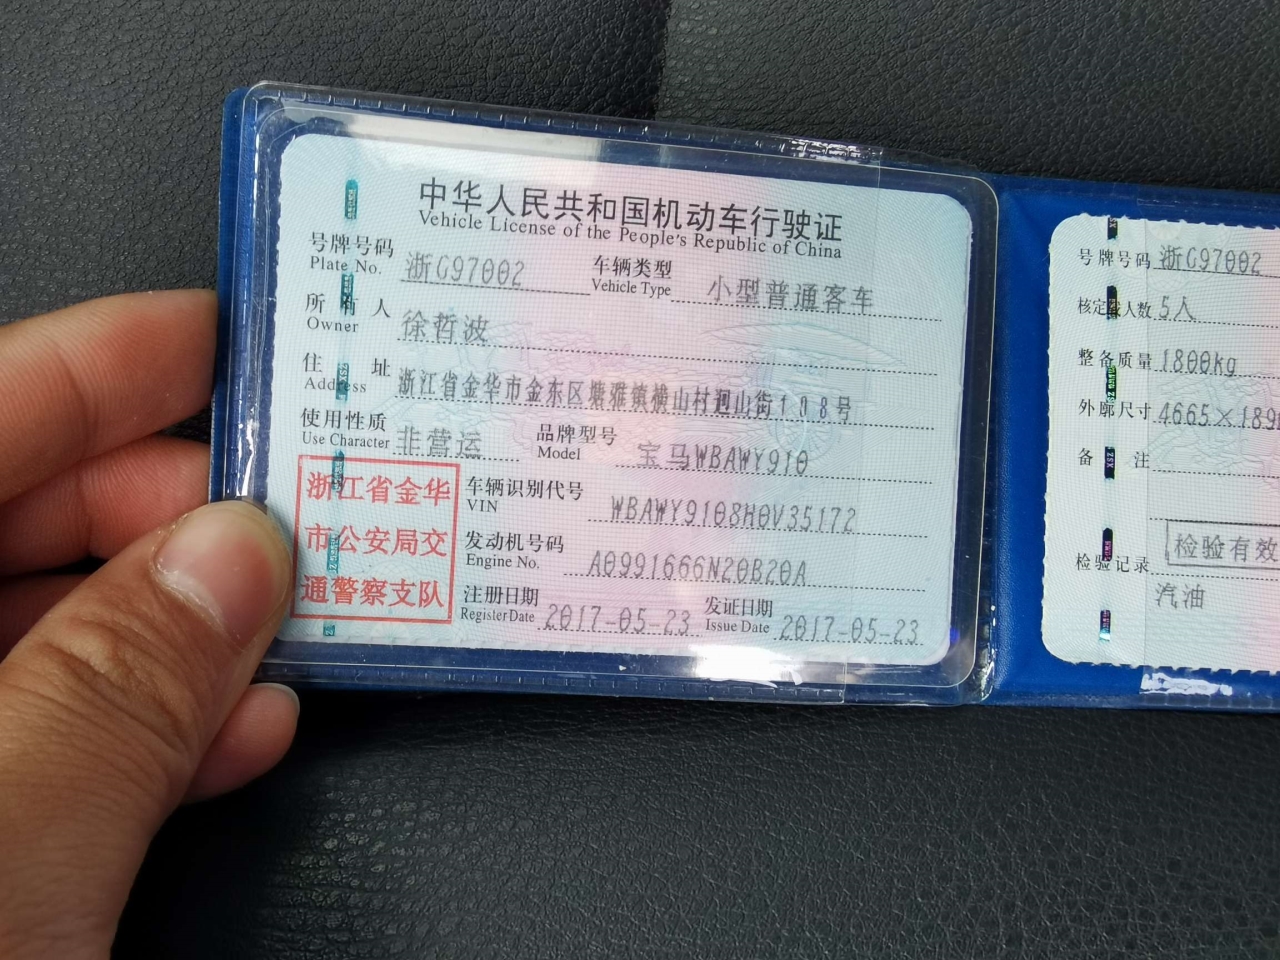 中华人民共和国机动车行驶证
Vehicle License of the People's Republic of China
号牌号码 浙G97002 车辆类型 小型普通客车
Plate No. Vehicle Type
所有人 徐哲波
Owner
住址 浙江省金华市金东区塘雅镇横山村迴山街108号
Address
使用性质 非营运 品牌型号 宝马WBAWY910
Use Character Model
浙江省金华
市公安局交
通警察支队
车辆识别代号 WBAWY9108H0V35172
VIN
发动机号码 A0991666N20B20A
Engine No.
注册日期 2017-05-23 发证日期 2017-05-23
Register Date Issue Date
号牌号码 浙G97002
核定载人数 5人
整备质量 1800kg
外廓尺寸 4665×189
备注
检验有效
检验记录
汽油